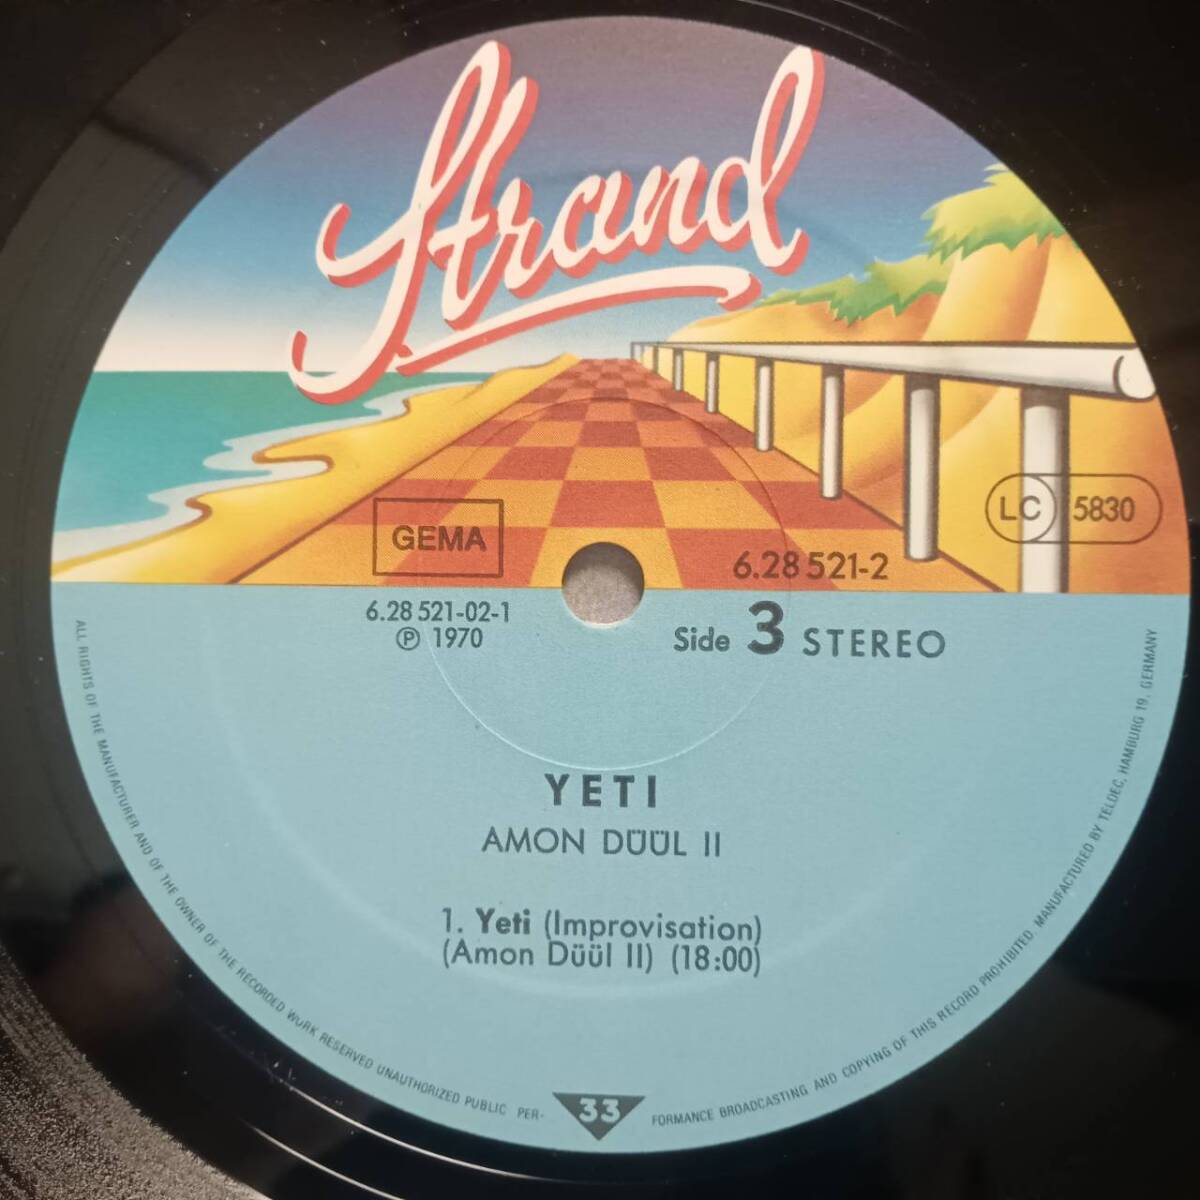 Strand
LC 5830
GEMA
6.28 521-2
6.28 521-02-1
℗ 1970
Side 3 STEREO
YETI
AMON DÜÜL II
1. Yeti (Improvisation)
(Amon Düül II) (18:00)
ALL RIGHTS OF THE MANUFACTURER AND OF THE OWNER OF THE RECORDED WORK RESERVED UNAUTHORIZED PUBLIC PER-
33
FORMANCE BROADCASTING AND COPYING OF THIS RECORD PROHIBITED. MANUFACTURED BY TELDEC, HAMBURG 19, GERMANY